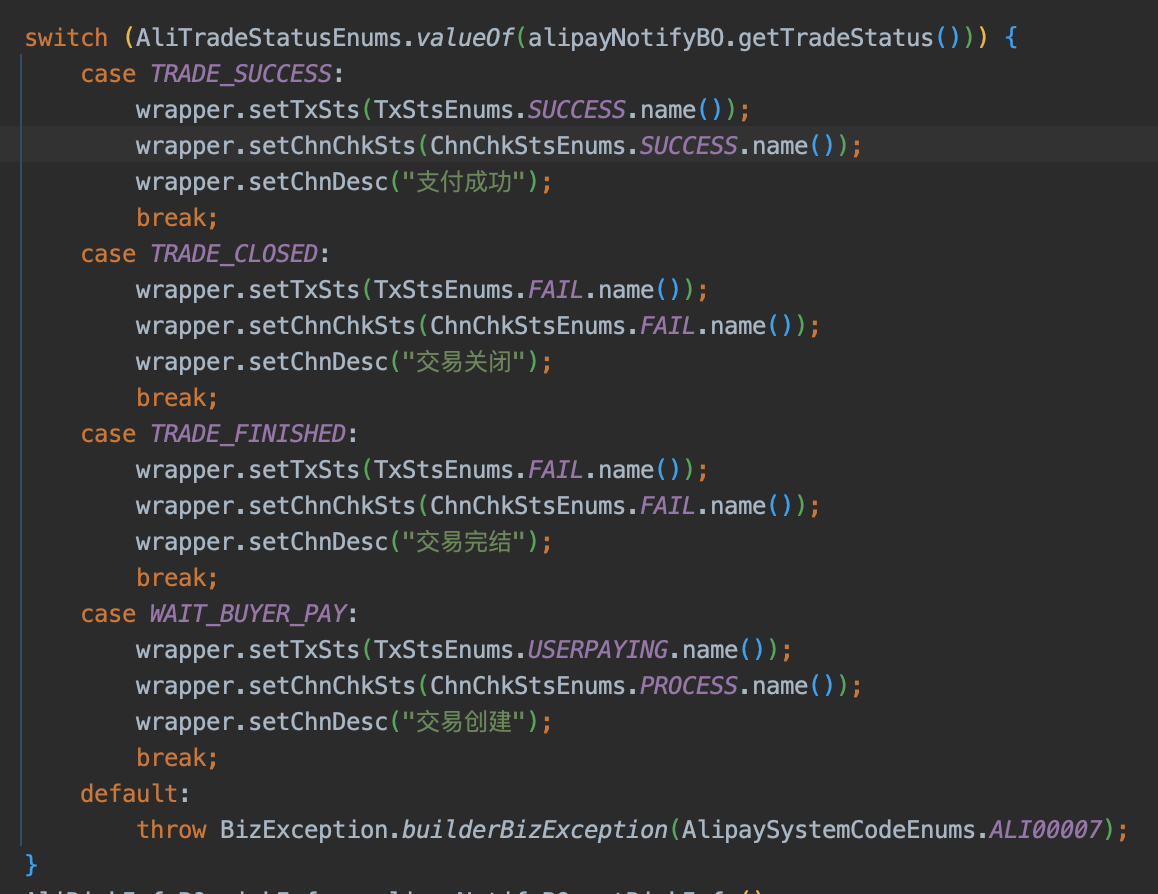 switch (AliTradeStatusEnums.valueOf(alipayNotifyBO.getTradeStatus())) {
case TRADE_SUCCESS:
wrapper.setTxSts(TxStsEnums.SUCCESS.name());
wrapper.setChnChkSts(ChnChkStsEnums.SUCCESS.name());
wrapper.setChnDesc("支付成功");
break;
case TRADE_CLOSED:
wrapper.setTxSts(TxStsEnums.FAIL.name());
wrapper.setChnChkSts(ChnChkStsEnums.FAIL.name());
wrapper.setChnDesc("交易关闭");
break;
case TRADE_FINISHED:
wrapper.setTxSts(TxStsEnums.FAIL.name());
wrapper.setChnChkSts(ChnChkStsEnums.FAIL.name());
wrapper.setChnDesc("交易完结");
break;
case WAIT_BUYER_PAY:
wrapper.setTxSts(TxStsEnums.USERPAYING.name());
wrapper.setChnChkSts(ChnChkStsEnums.PROCESS.name());
wrapper.setChnDesc("交易创建");
break;
default:
throw BizException.builderBizException(AlipaySystemCodeEnums.ALI00007);
}